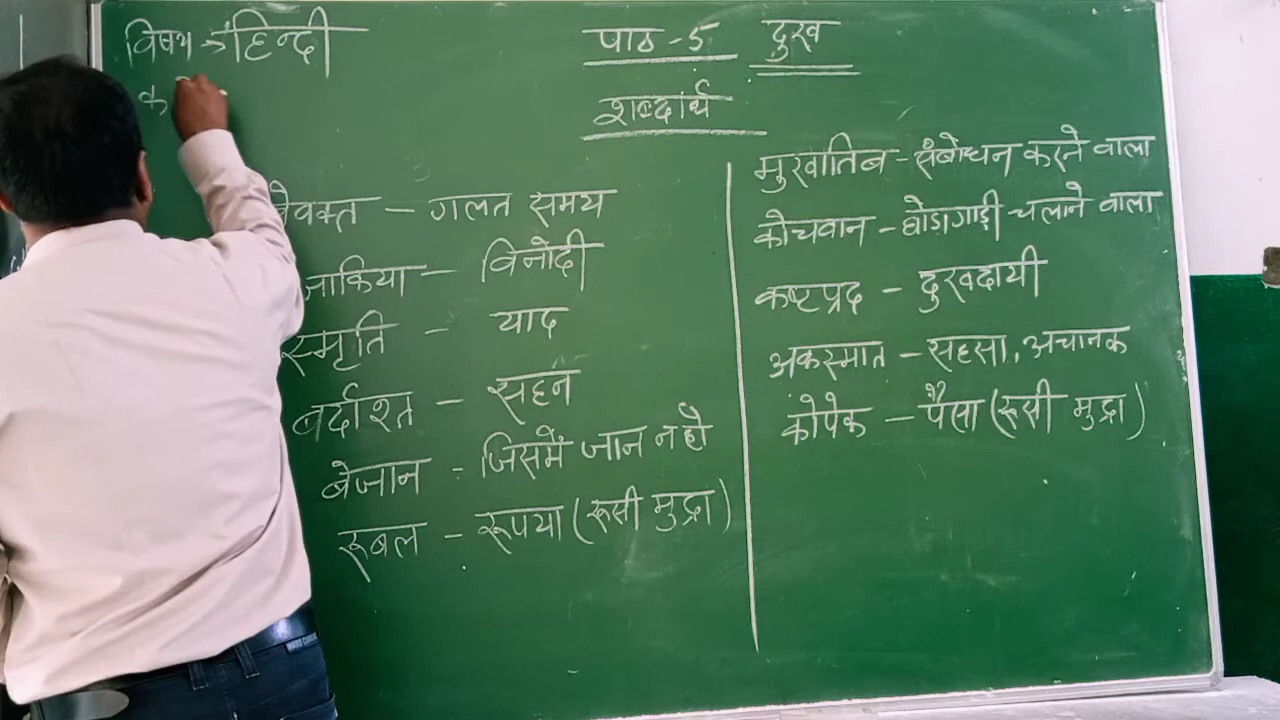 विषय → हिन्दी
पाठ - 5 दुख
शब्दार्थ
क
बेवक्त - गलत समय
मजाकिया - विनोदी
स्मृति - याद
बर्दाश्त - सहन
बेजान - जिसमें जान न हो
रूबल - रूपया (रूसी मुद्रा)
मुखातिब - संबोधन करने वाला
कोचवान - घोडागाड़ी चलाने वाला
कष्टप्रद - दुखदायी
अकस्मात - सहसा, अचानक
कोपेक - पैसा (रूसी मुद्रा)